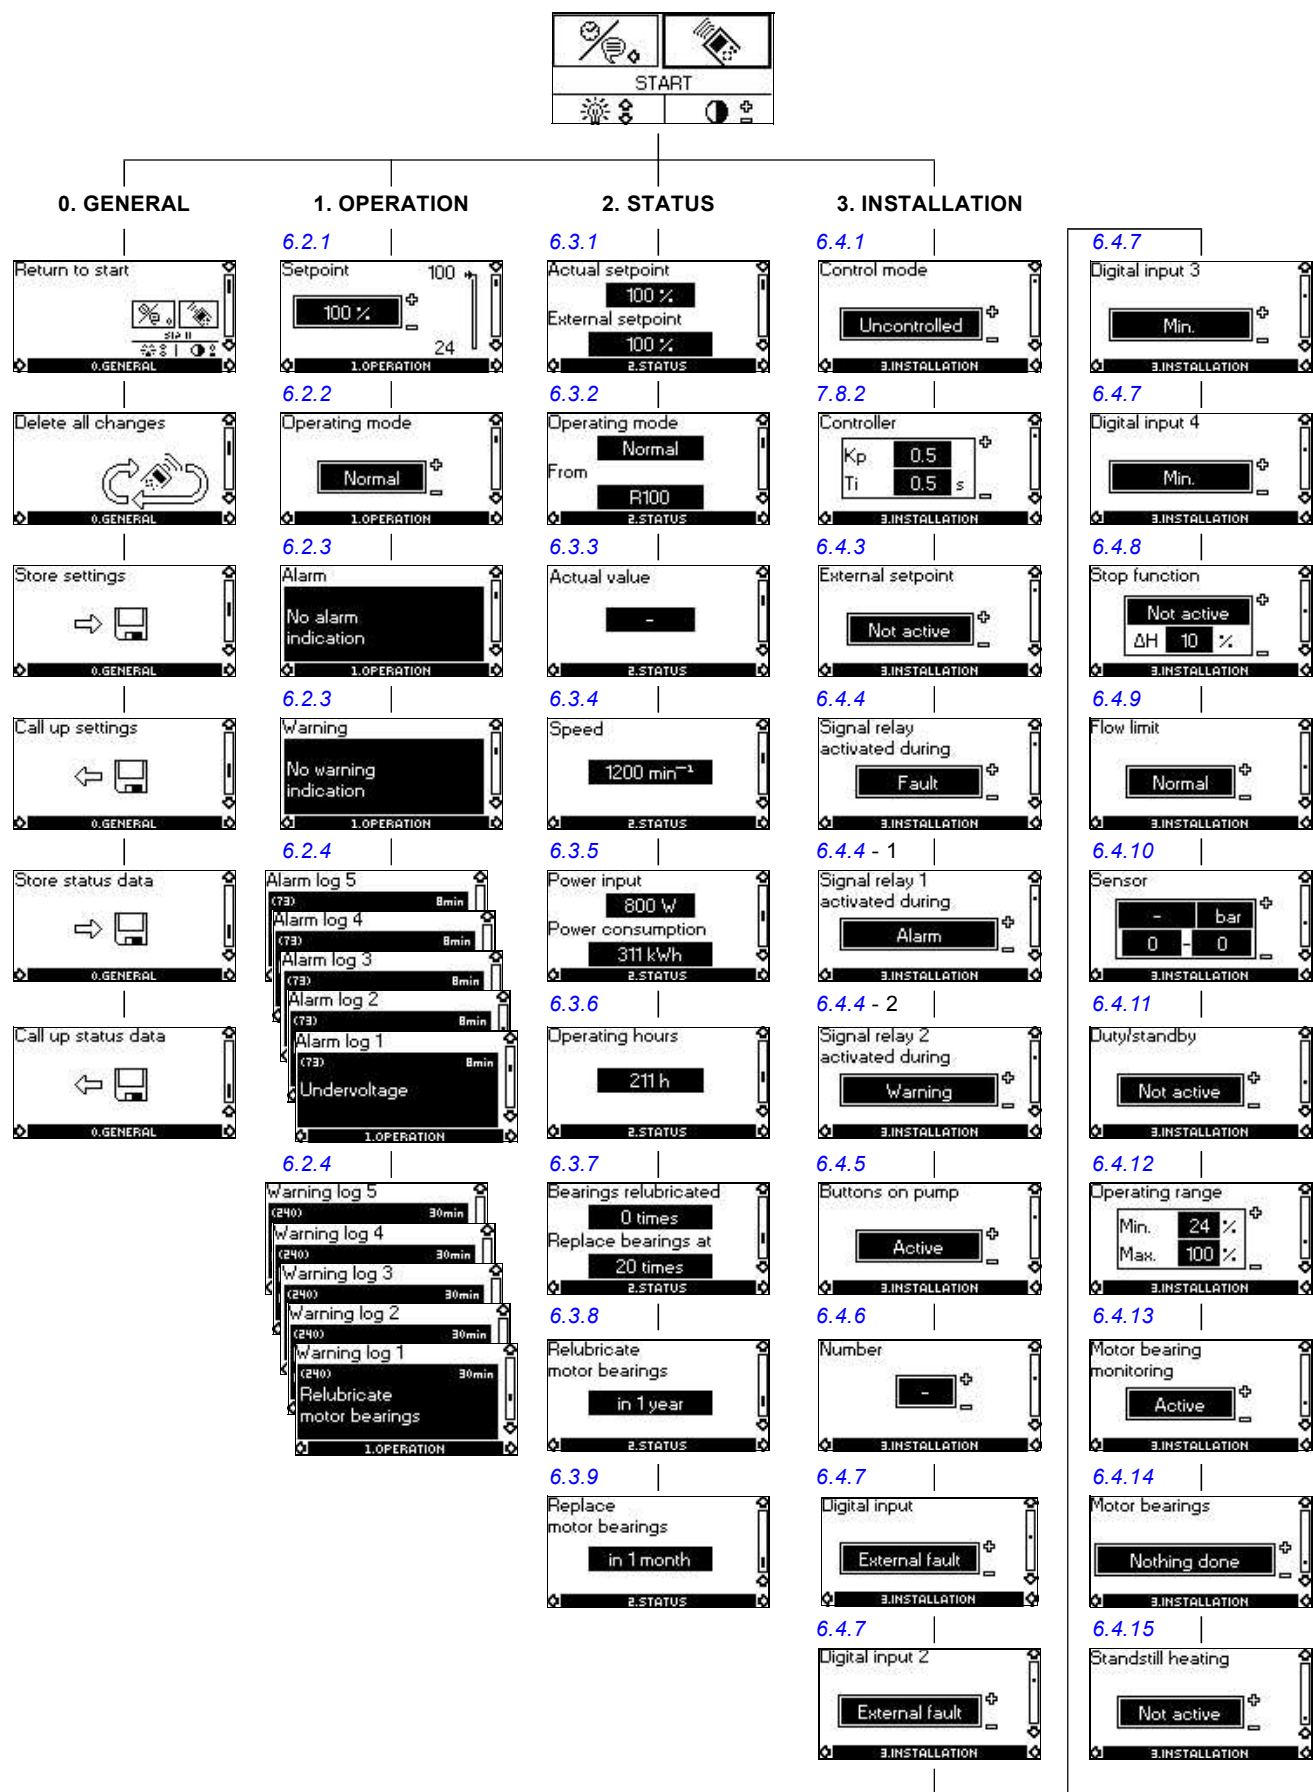 START
0. GENERAL
Return to start
0.GENERAL
Delete all changes
0.GENERAL
Store settings
0.GENERAL
Call up settings
0.GENERAL
Store status data
0.GENERAL
Call up status data
0.GENERAL
1. OPERATION
6.2.1
Setpoint
100
100 %
24
1.OPERATION
6.2.2
Operating mode
Normal
1.OPERATION
6.2.3
Alarm
No alarm
indication
1.OPERATION
6.2.3
Warning
No warning
indication
1.OPERATION
6.2.4
Alarm log 5
(73) 8min
Alarm log 4
(73) 8min
Alarm log 3
(73) 8min
Alarm log 2
(73) 8min
Alarm log 1
(73) 8min
Undervoltage
1.OPERATION
6.2.4
Warning log 5
(240) 30min
Warning log 4
(240) 30min
Warning log 3
(240) 30min
Warning log 2
(240) 30min
Warning log 1
(240) 30min
Relubricate
motor bearings
1.OPERATION
2. STATUS
6.3.1
Actual setpoint
100 %
External setpoint
100 %
2.STATUS
6.3.2
Operating mode
Normal
From
R100
2.STATUS
6.3.3
Actual value
-
2.STATUS
6.3.4
Speed
1200 min⁻¹
2.STATUS
6.3.5
Power input
800 W
Power consumption
311 kWh
2.STATUS
6.3.6
Operating hours
211 h
2.STATUS
6.3.7
Bearings relubricated
0 times
Replace bearings at
20 times
2.STATUS
6.3.8
Relubricate
motor bearings
in 1 year
2.STATUS
6.3.9
Replace
motor bearings
in 1 month
2.STATUS
3. INSTALLATION
6.4.1
Control mode
Uncontrolled
3.INSTALLATION
7.8.2
Controller
Kp 0.5
Ti 0.5 s
3.INSTALLATION
6.4.3
External setpoint
Not active
3.INSTALLATION
6.4.4
Signal relay
activated during
Fault
3.INSTALLATION
6.4.4 - 1
Signal relay 1
activated during
Alarm
3.INSTALLATION
6.4.4 - 2
Signal relay 2
activated during
Warning
3.INSTALLATION
6.4.5
Buttons on pump
Active
3.INSTALLATION
6.4.6
Number
-
3.INSTALLATION
6.4.7
Digital input
External fault
3.INSTALLATION
6.4.7
Digital input 2
External fault
3.INSTALLATION
6.4.7
Digital input 3
Min.
3.INSTALLATION
6.4.7
Digital input 4
Min.
3.INSTALLATION
6.4.8
Stop function
Not active
ΔH 10 %
3.INSTALLATION
6.4.9
Flow limit
Normal
3.INSTALLATION
6.4.10
Sensor
- bar
0 - 0
3.INSTALLATION
6.4.11
Duty/standby
Not active
3.INSTALLATION
6.4.12
Operating range
Min. 24 %
Max. 100 %
3.INSTALLATION
6.4.13
Motor bearing
monitoring
Active
3.INSTALLATION
6.4.14
Motor bearings
Nothing done
3.INSTALLATION
6.4.15
Standstill heating
Not active
3.INSTALLATION